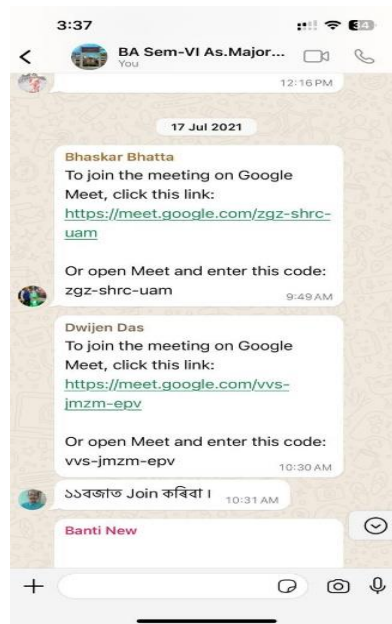 3:37
34
BA Sem-VI As.Major...
You
12:16 PM
17 Jul 2021
Bhaskar Bhatta
To join the meeting on Google
Meet, click this link:
https://meet.google.com/zgz-shrc-
uam
Or open Meet and enter this code:
zgz-shrc-uam
9:49 AM
Dwijen Das
To join the meeting on Google
Meet, click this link:
https://meet.google.com/vvs-
jmzm-epv
Or open Meet and enter this code:
vvs-jmzm-epv
10:30 AM
১১বজাত Join কৰিবা ।
10:31 AM
Banti New